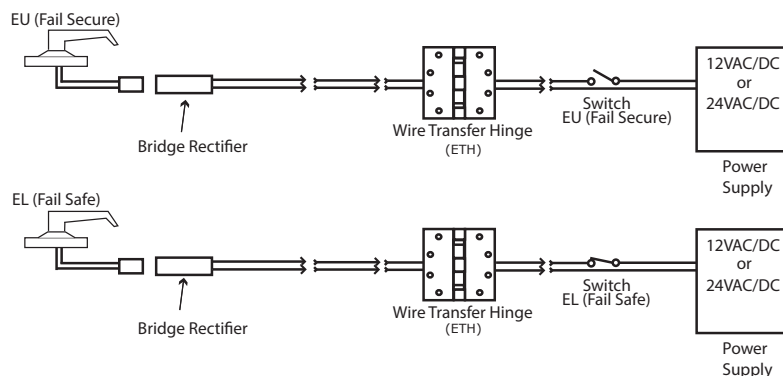 EU (Fail Secure)
Bridge Rectifier
Wire Transfer Hinge
(ETH)
Switch
EU (Fail Secure)
12VAC/DC
or
24VAC/DC
Power
Supply
EL (Fail Safe)
Bridge Rectifier
Wire Transfer Hinge
(ETH)
Switch
EL (Fail Safe)
12VAC/DC
or
24VAC/DC
Power
Supply